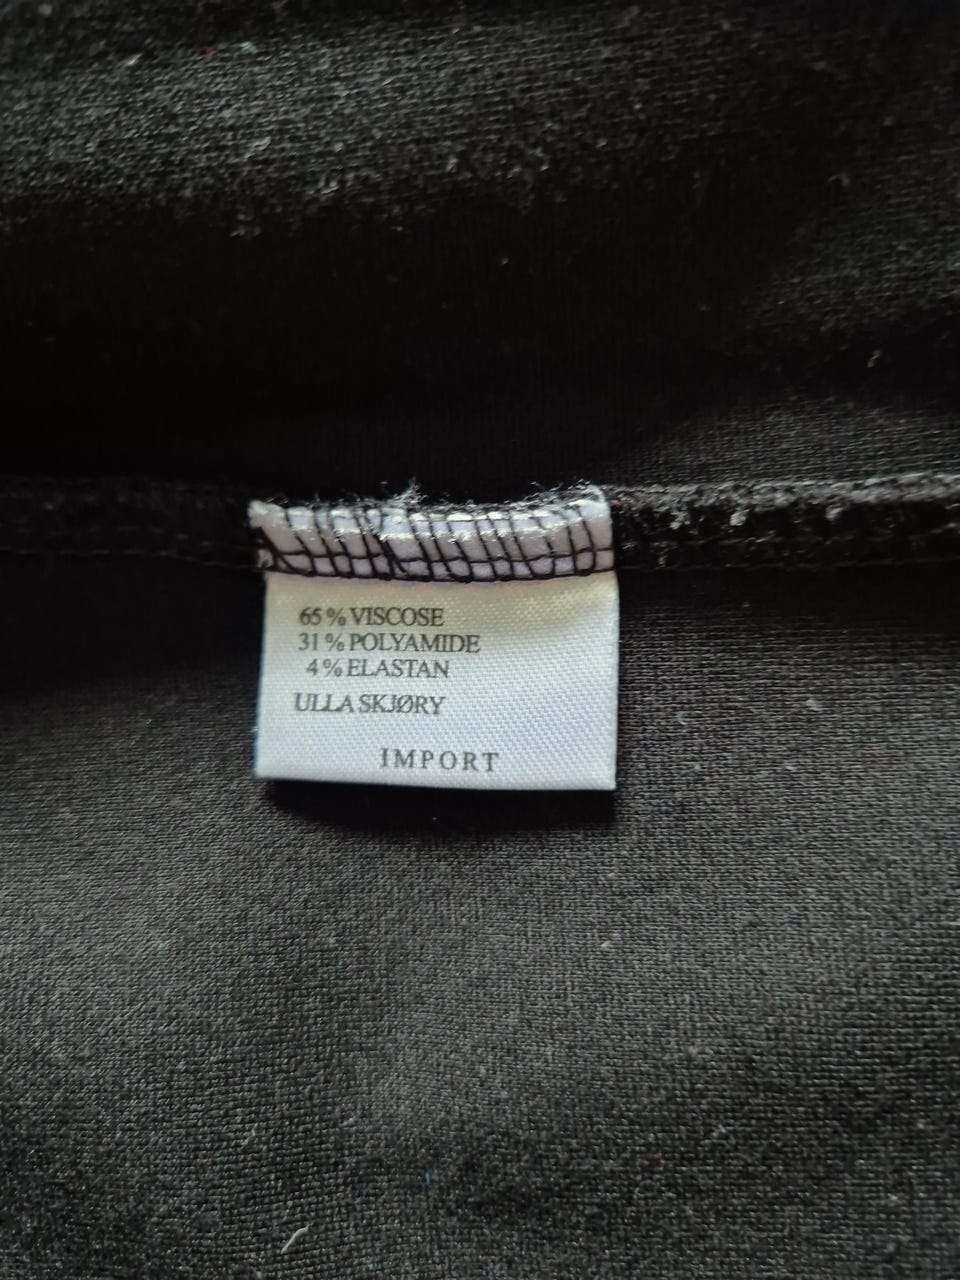 65 % VISCOSE
31 % POLYAMIDE
4 % ELASTAN
ULLA SKJØRY
IMPORT